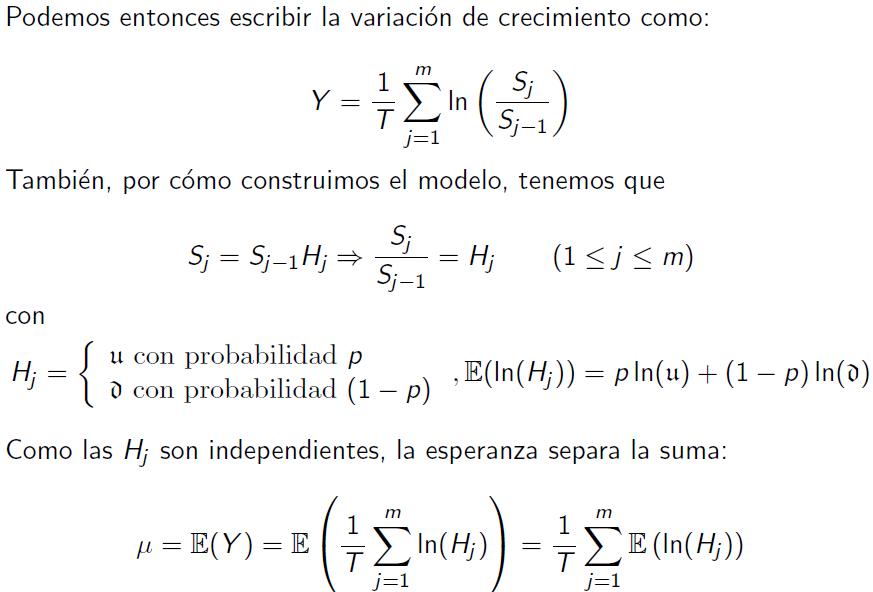 Podemos entonces escribir la variación de crecimiento como:
Y = \frac{1}{T} \sum_{j=1}^{m} \ln \left( \frac{S_j}{S_{j-1}} \right)
También, por cómo construimos el modelo, tenemos que
S_j = S_{j-1} H_j \Rightarrow \frac{S_j}{S_{j-1}} = H_j \qquad (1 \leq j \leq m)
con
H_j = \begin{cases} \mathfrak{u} \text{ con probabilidad } p \\ \mathfrak{d} \text{ con probabilidad } (1-p) \end{cases}, \mathbb{E}(\ln(H_j)) = p \ln(\mathfrak{u}) + (1-p) \ln(\mathfrak{d})
Como las H_j son independientes, la esperanza separa la suma:
\mu = \mathbb{E}(Y) = \mathbb{E} \left( \frac{1}{T} \sum_{j=1}^{m} \ln(H_j) \right) = \frac{1}{T} \sum_{j=1}^{m} \mathbb{E} (\ln(H_j))